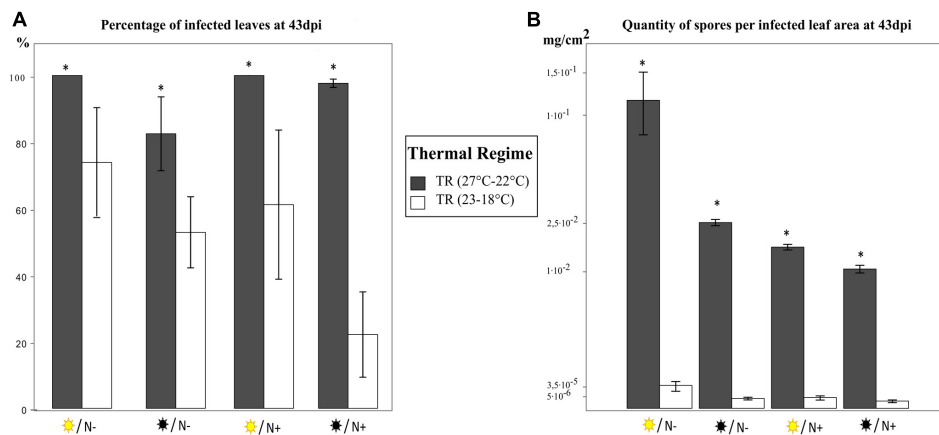 A
Percentage of infected leaves at 43dpi
%
*
*
*
*
100
80
60
40
20
0
/ N-
/ N-
/ N+
/ N+
Thermal Regime
TR (27°C-22°C)
TR (23-18°C)
B
Quantity of spores per infected leaf area at 43dpi
mg/cm²
*
*
*
*
1,5·10⁻¹
1·10⁻¹
2,5·10⁻²
1·10⁻²
3,5·10⁻⁵
5·10⁻⁶
/ N-
/ N-
/ N+
/ N+